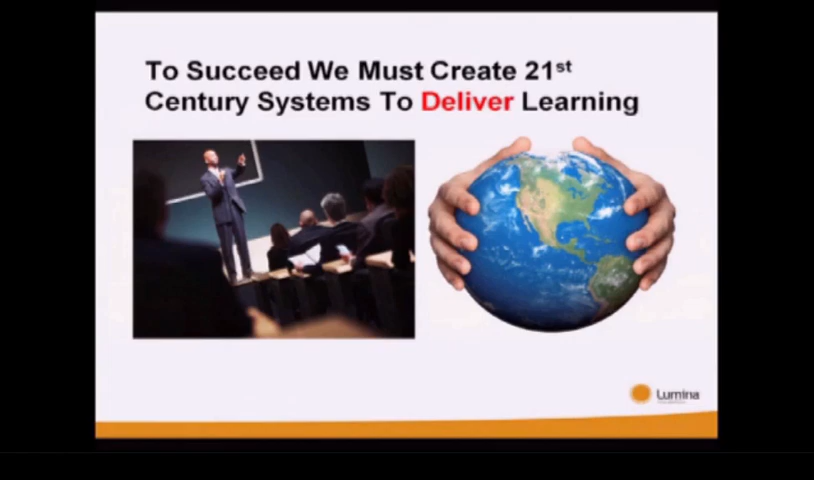 To Succeed We Must Create 21st
Century Systems To Deliver Learning
Lumina